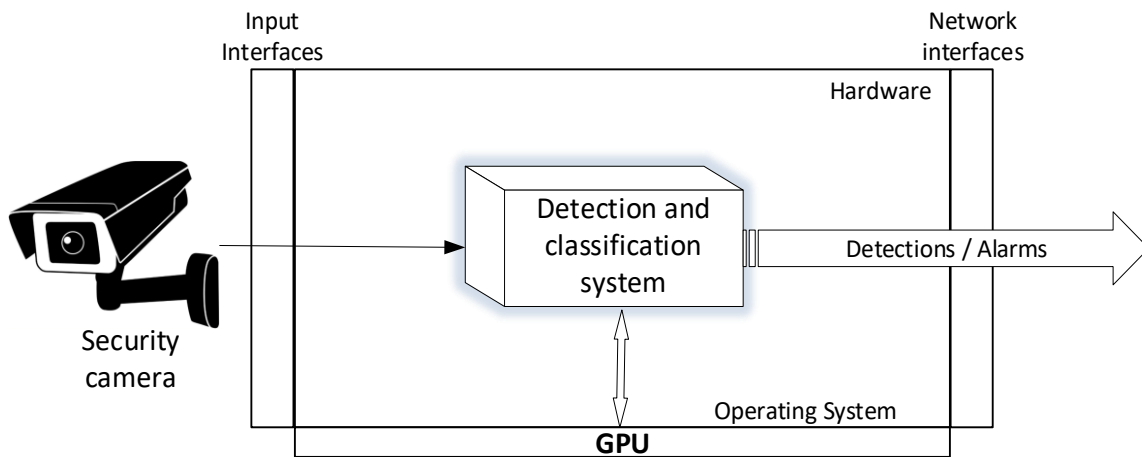 Input
Interfaces
Network
interfaces
Hardware
Detection and
classification
system
Detections / Alarms
Security
camera
Operating System
GPU